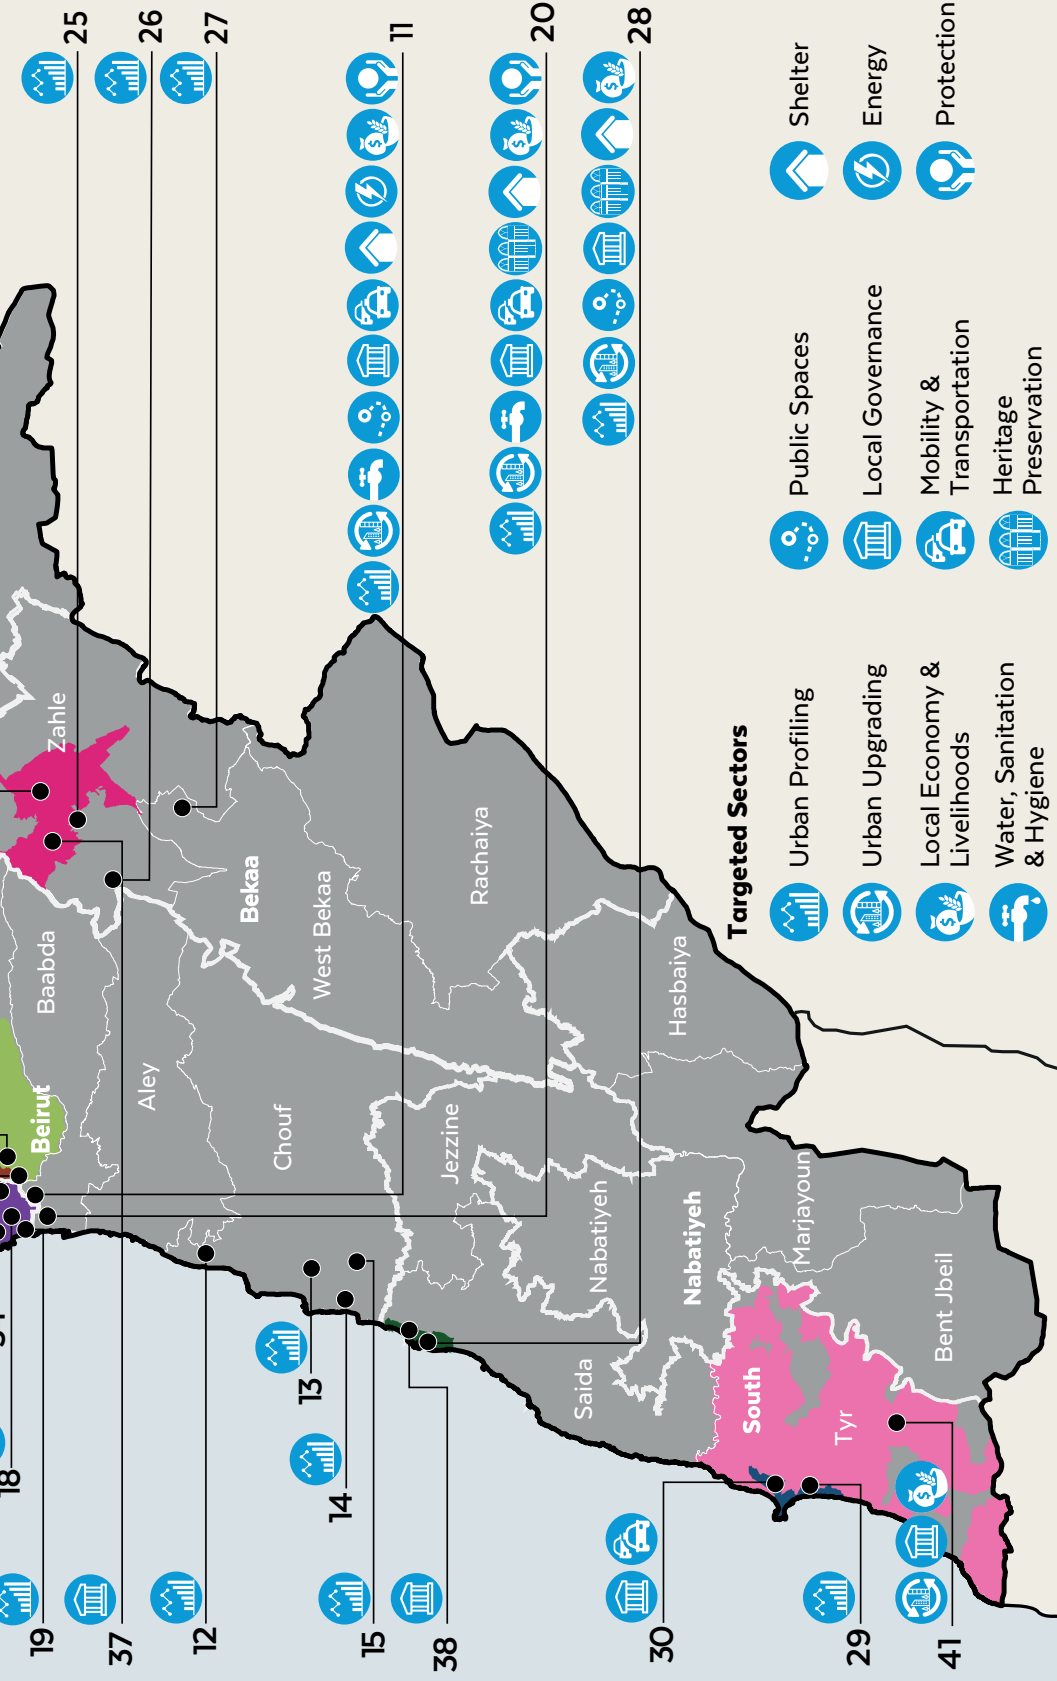 25
26
27
11
20
28
Zahle
Baabda
Beirut
Aley
Bekaa
West Bekaa
Chouf
Rachaiya
Jezzine
Hasbaiya
Nabatiyeh
Nabatiyeh
Marjayoun
Saida
South
Tyr
Bent Jbeil
18
19
37
12
13
14
15
38
30
29
41
Targeted Sectors
Urban Profiling
Urban Upgrading
Local Economy &
Livelihoods
Water, Sanitation
& Hygiene
Public Spaces
Local Governance
Mobility &
Transportation
Heritage
Preservation
Shelter
Energy
Protection